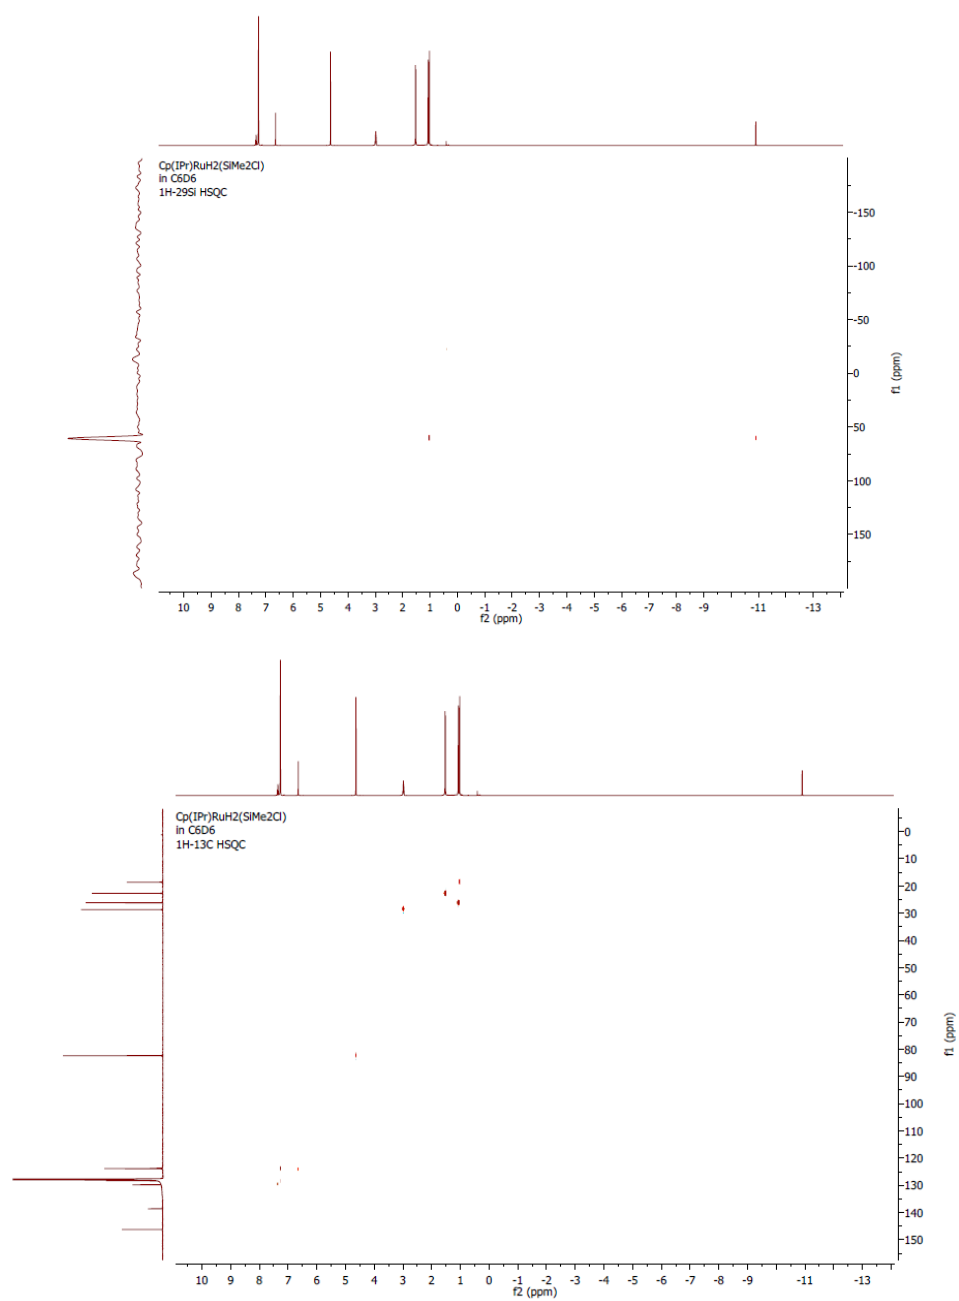 Cp(IPr)RuH2(SiMe2Cl)
in C6D6
1H-29Si HSQC
-150
-100
-50
0
50
100
150
f1 (ppm)
10 9 8 7 6 5 4 3 2 1 0 -1 -2 -3 -4 -5 -6 -7 -8 -9 -11 -13
f2 (ppm)
Cp(IPr)RuH2(SiMe2Cl)
in C6D6
1H-13C HSQC
0
10
20
30
40
50
60
70
80
90
100
110
120
130
140
150
f1 (ppm)
10 9 8 7 6 5 4 3 2 1 0 -1 -2 -3 -4 -5 -6 -7 -8 -9 -11 -13
f2 (ppm)